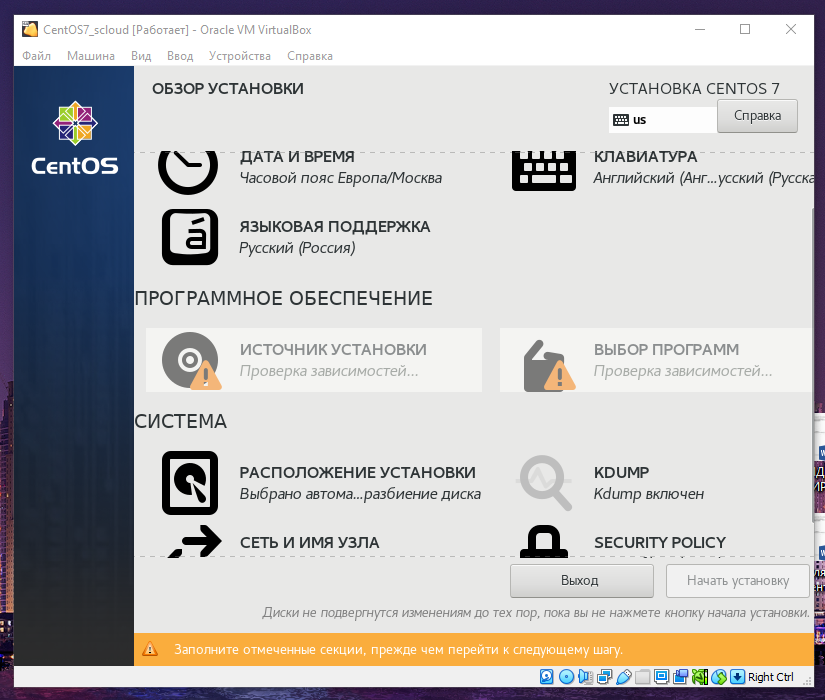 CentOS7_scloud [Работает] - Oracle VM VirtualBox
Файл Машина Вид Ввод Устройства Справка
ОБЗОР УСТАНОВКИ
УСТАНОВКА CENTOS 7
us
Справка
CentOS
ДАТА И ВРЕМЯ
Часовой пояс Европа/Москва
КЛАВИАТУРА
Английский (Анг...усский (Русска
ЯЗЫКОВАЯ ПОДДЕРЖКА
Русский (Россия)
ПРОГРАММНОЕ ОБЕСПЕЧЕНИЕ
ИСТОЧНИК УСТАНОВКИ
Проверка зависимостей...
ВЫБОР ПРОГРАММ
Проверка зависимостей...
СИСТЕМА
РАСПОЛОЖЕНИЕ УСТАНОВКИ
Выбрано автома...разбиение диска
KDUMP
Kdump включен
СЕТЬ И ИМЯ УЗЛА
SECURITY POLICY
Выход
Начать установку
Диски не подвергнутся изменениям до тех пор, пока вы не нажмете кнопку начала установки.
Заполните отмеченные секции, прежде чем перейти к следующему шагу.
Right Ctrl